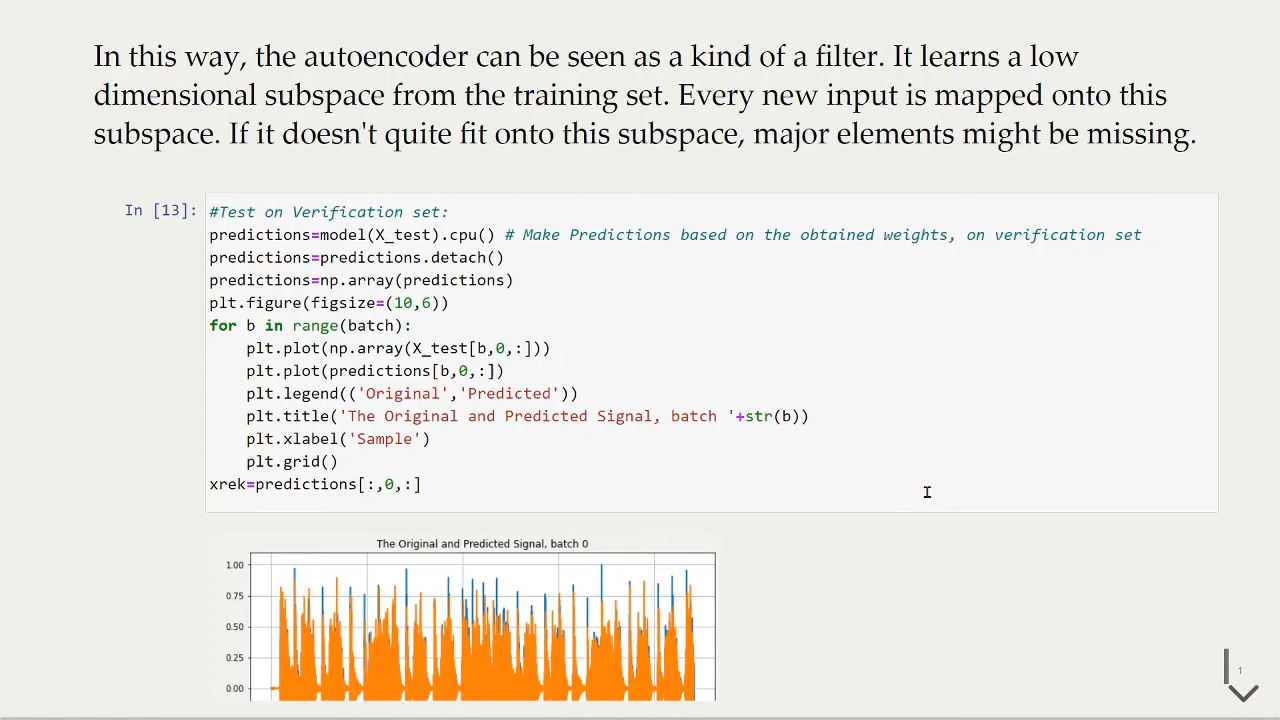 In this way, the autoencoder can be seen as a kind of a filter. It learns a low
dimensional subspace from the training set. Every new input is mapped onto this
subspace. If it doesn't quite fit onto this subspace, major elements might be missing.
In [13]:
#Test on Verification set:
predictions=model(X_test).cpu() # Make Predictions based on the obtained weights, on verification set
predictions=predictions.detach()
predictions=np.array(predictions)
plt.figure(figsize=(10,6))
for b in range(batch):
    plt.plot(np.array(X_test[b,0,:]))
    plt.plot(predictions[b,0,:])
    plt.legend(('Original','Predicted'))
    plt.title('The Original and Predicted Signal, batch '+str(b))
    plt.xlabel('Sample')
    plt.grid()
xrek=predictions[:,0,:]
The Original and Predicted Signal, batch 0
1.00
0.75
0.50
0.25
0.00
1